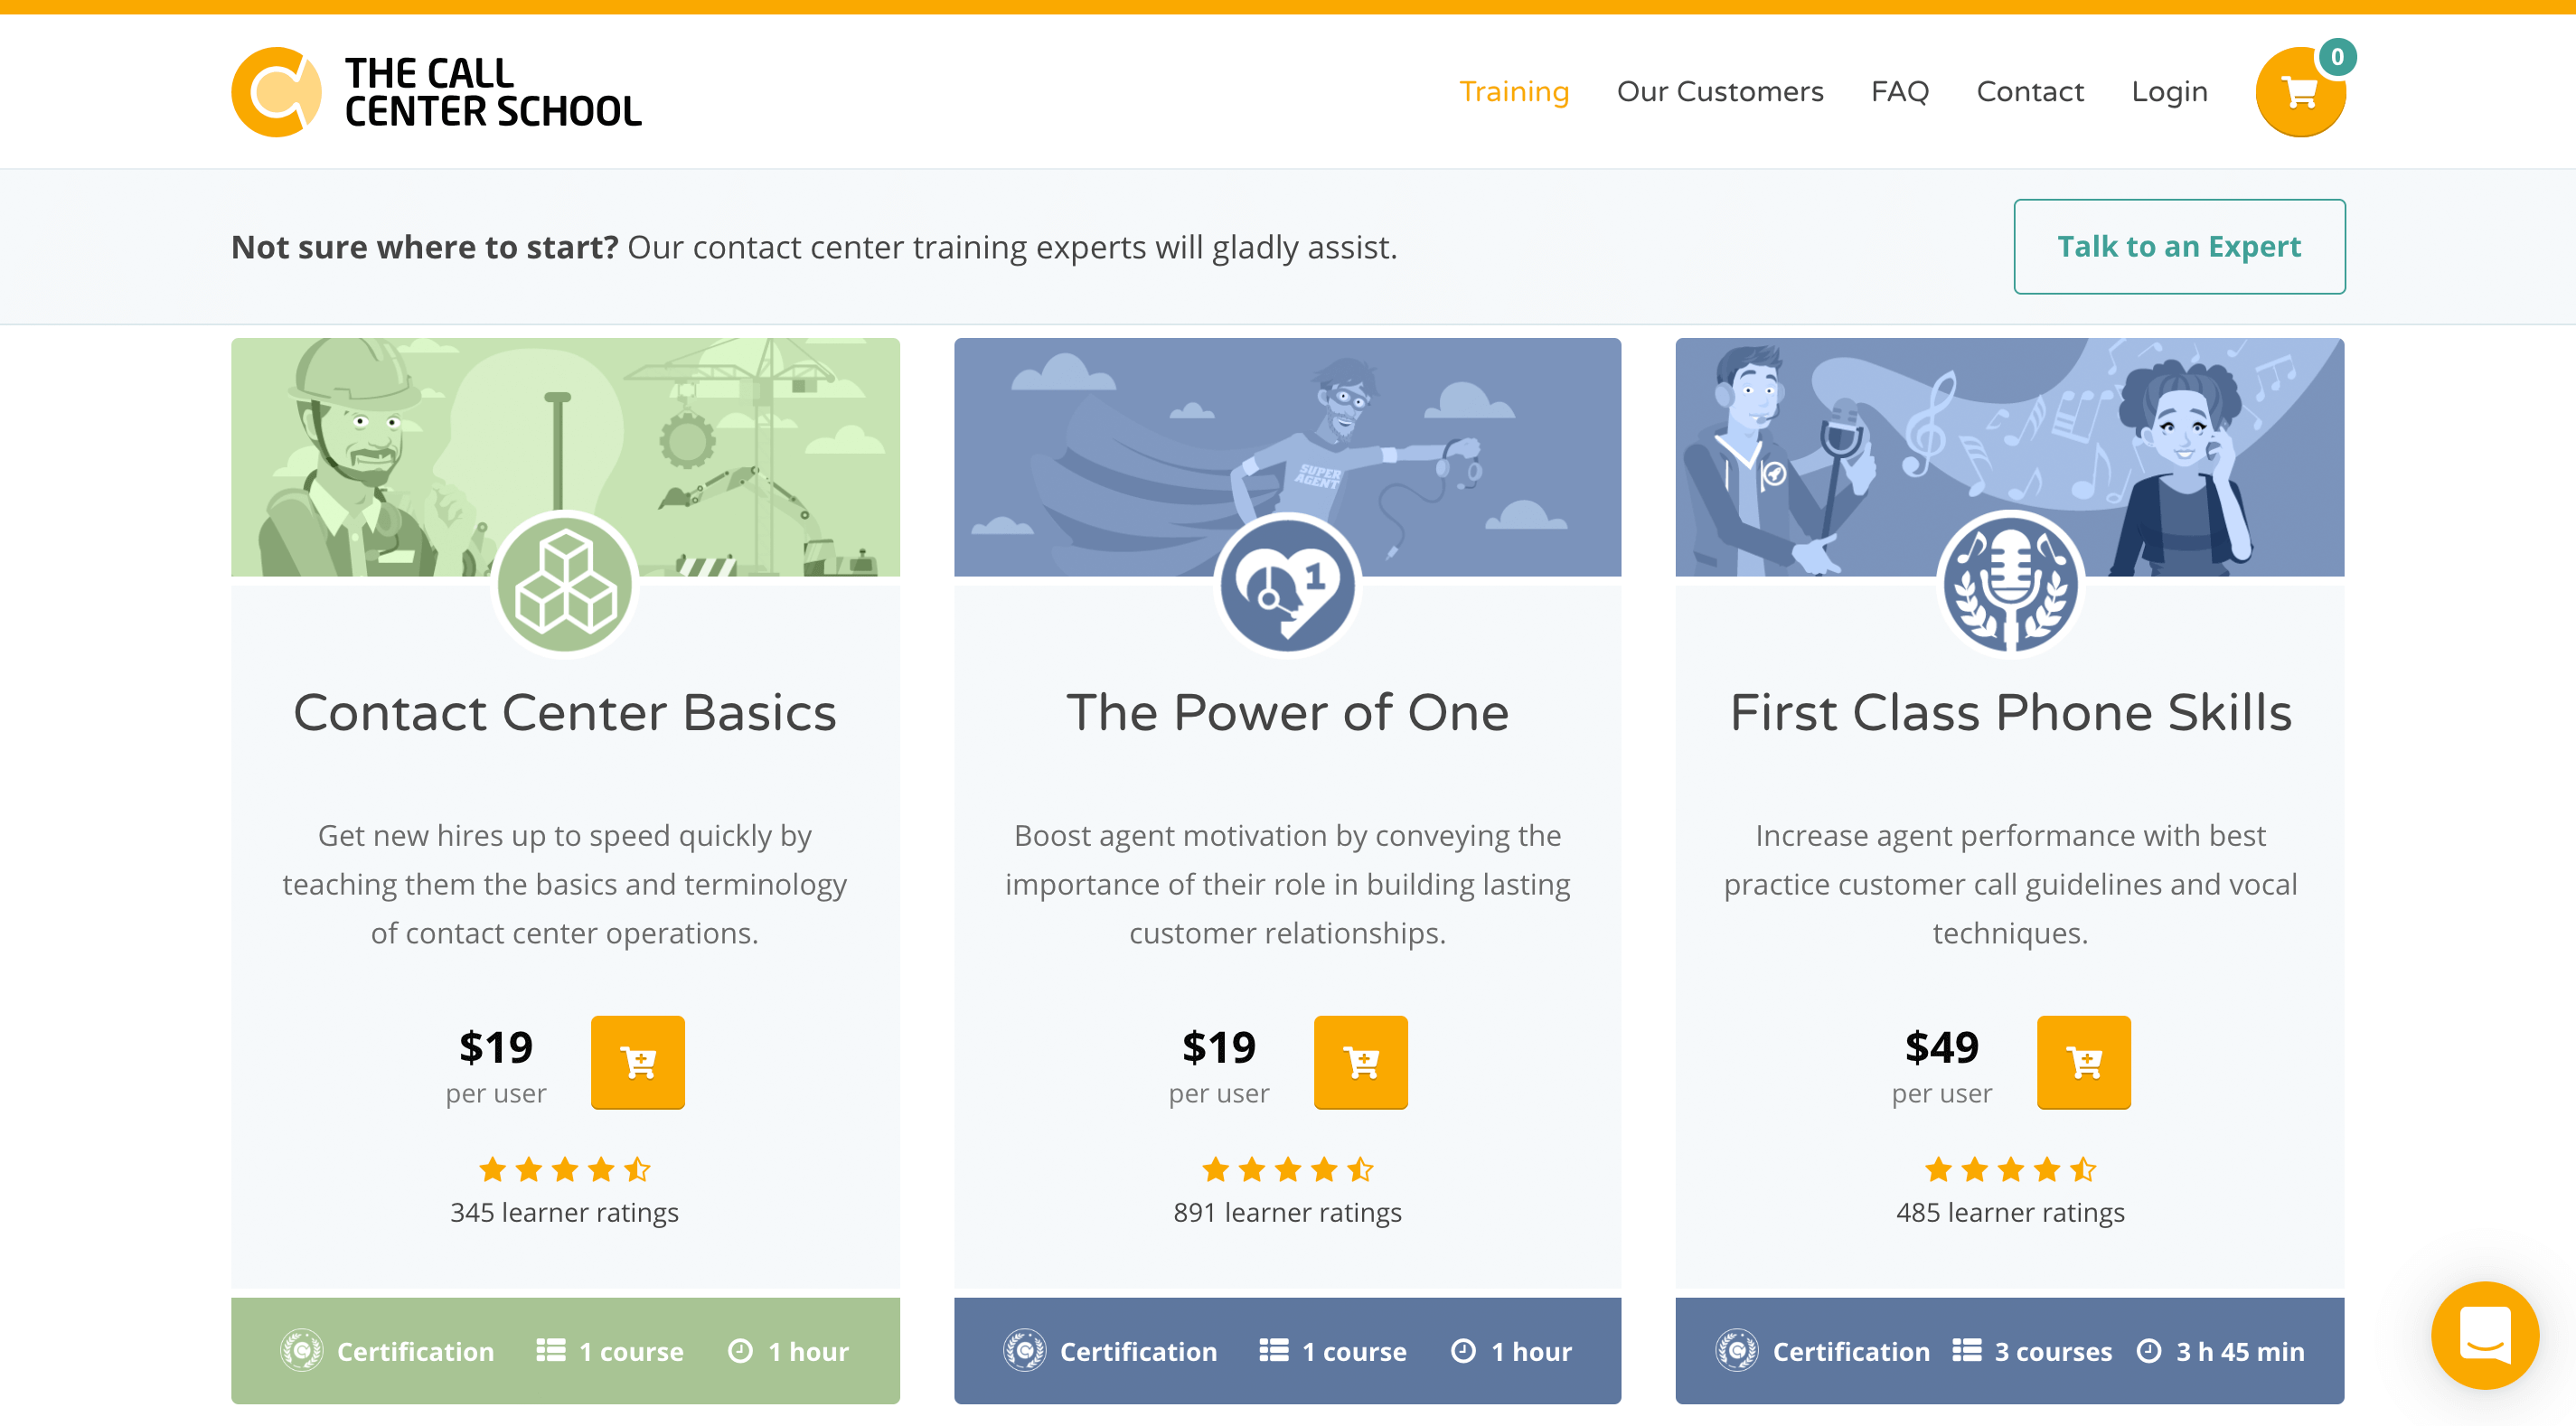 THE CALL
CENTER SCHOOL
Training
Our Customers
FAQ
Contact
Login
0
Not sure where to start? Our contact center training experts will gladly assist.
Talk to an Expert
SUPER
AGENT
1
Contact Center Basics
Get new hires up to speed quickly by
teaching them the basics and terminology
of contact center operations.
$19
per user
345 learner ratings
Certification
1 course
1 hour
The Power of One
Boost agent motivation by conveying the
importance of their role in building lasting
customer relationships.
$19
per user
891 learner ratings
Certification
1 course
1 hour
First Class Phone Skills
Increase agent performance with best
practice customer call guidelines and vocal
techniques.
$49
per user
485 learner ratings
Certification
3 courses
3 h 45 min